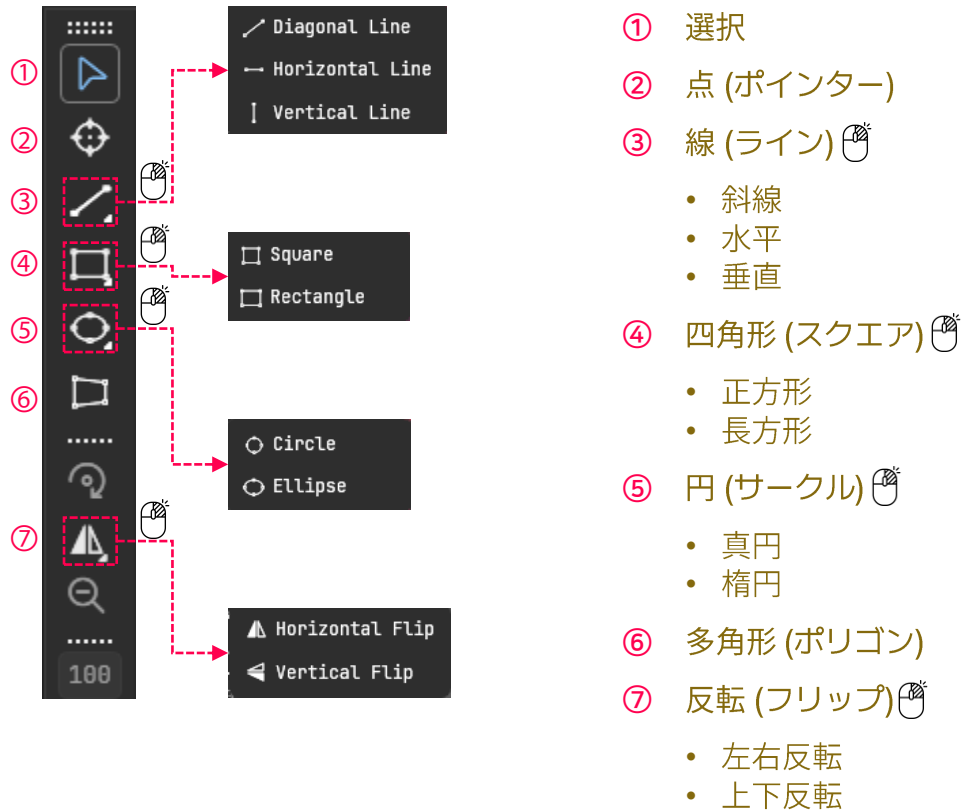 ①
②
③
④
⑤
⑥
⑦
100
Diagonal Line
Horizontal Line
Vertical Line
Square
Rectangle
Circle
Ellipse
Horizontal Flip
Vertical Flip
① 選択
② 点 (ポインター)
③ 線 (ライン)
• 斜線
• 水平
• 垂直
④ 四角形 (スクエア)
• 正方形
• 長方形
⑤ 円 (サークル)
• 真円
• 楕円
⑥ 多角形 (ポリゴン)
⑦ 反転 (フリップ)
• 左右反転
• 上下反転